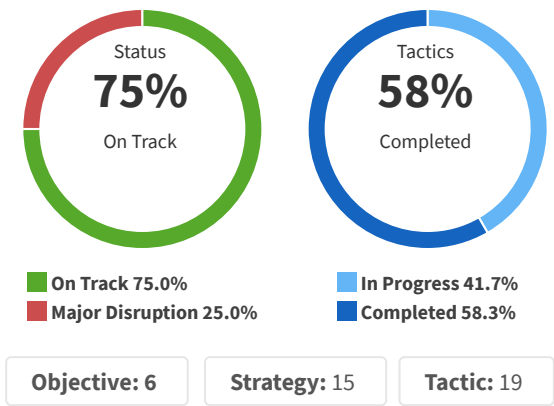 Status
75%
On Track
Tactics
58%
Completed
On Track 75.0%
Major Disruption 25.0%
In Progress 41.7%
Completed 58.3%
Objective: 6
Strategy: 15
Tactic: 19